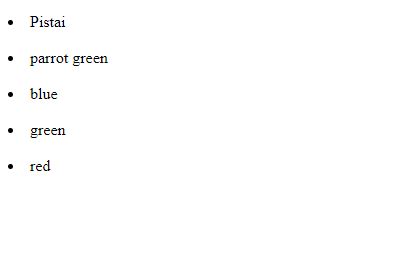 • Pistai
• parrot green
• blue
• green
• red